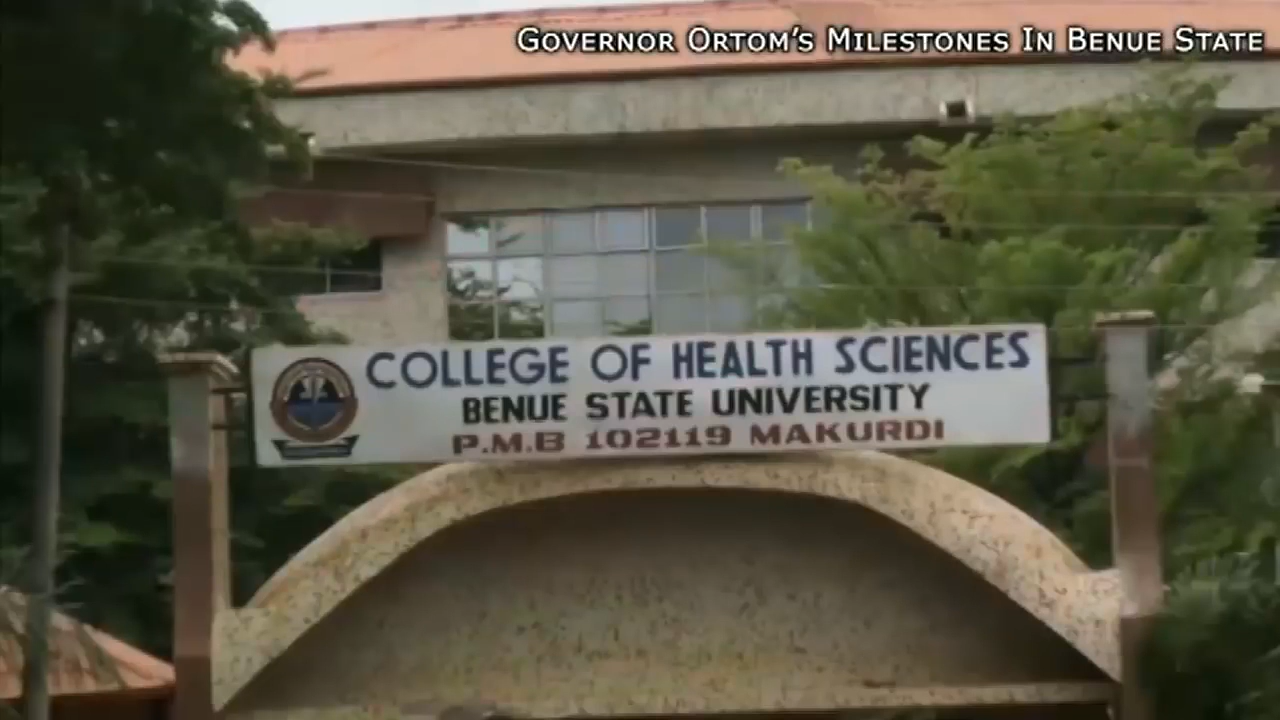 GOVERNOR ORTOM'S MILESTONES IN BENUE STATE
COLLEGE OF HEALTH SCIENCES
BENUE STATE UNIVERSITY
P.M.B 102119 MAKURDI